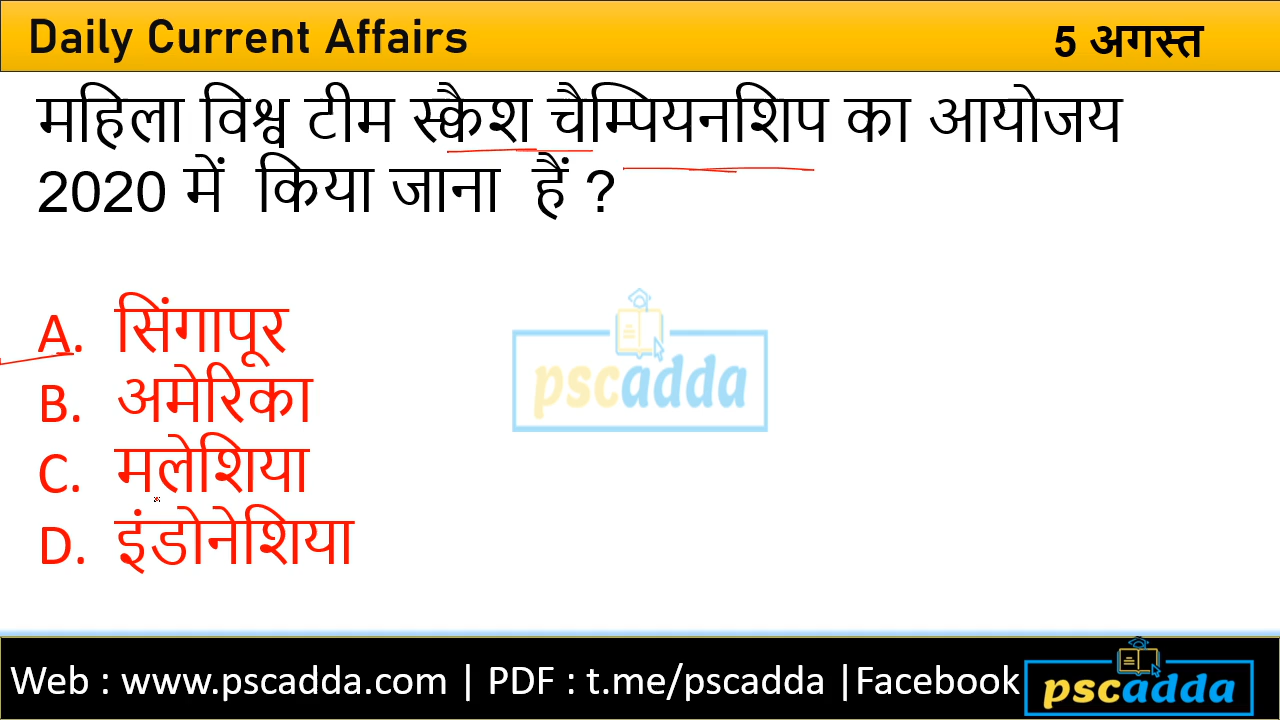 Daily Current Affairs
5 अगस्त
महिला विश्व टीम स्कैश चैम्पियनशिप का आयोजय
2020 में किया जाना हैं ?
A. सिंगापूर
B. अमेरिका
C. मलेशिया
D. इंडोनेशिया
pscadda
Web : www.pscadda.com | PDF : t.me/pscadda |Facebook
pscadda